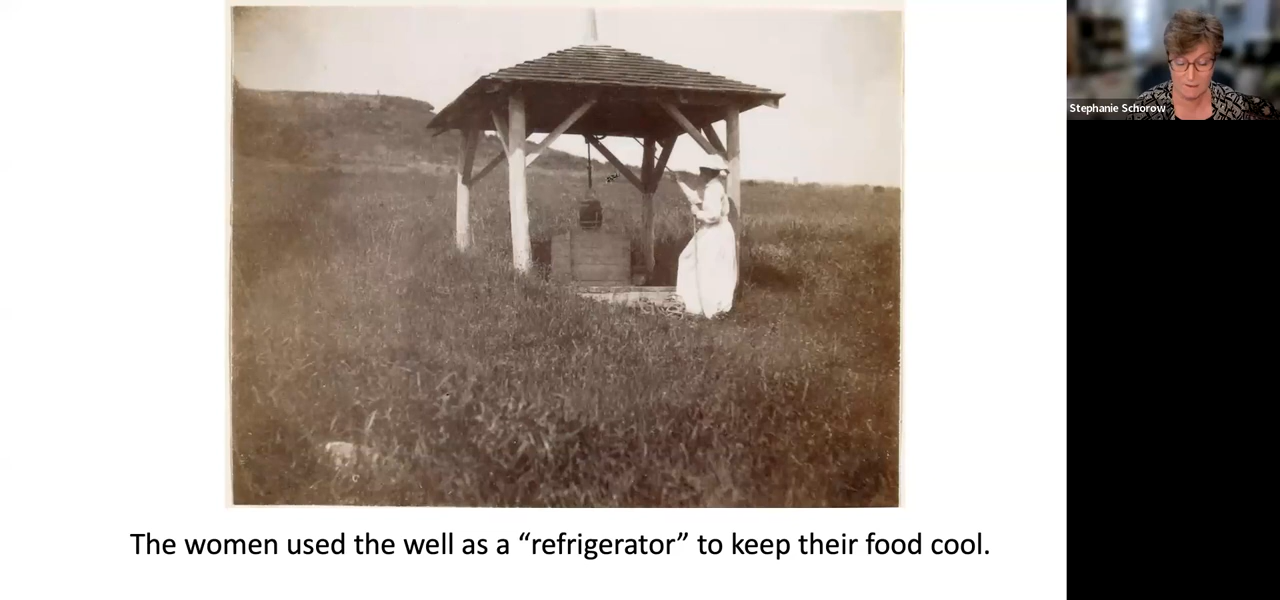 Stephanie Schorow
The women used the well as a “refrigerator” to keep their food cool.